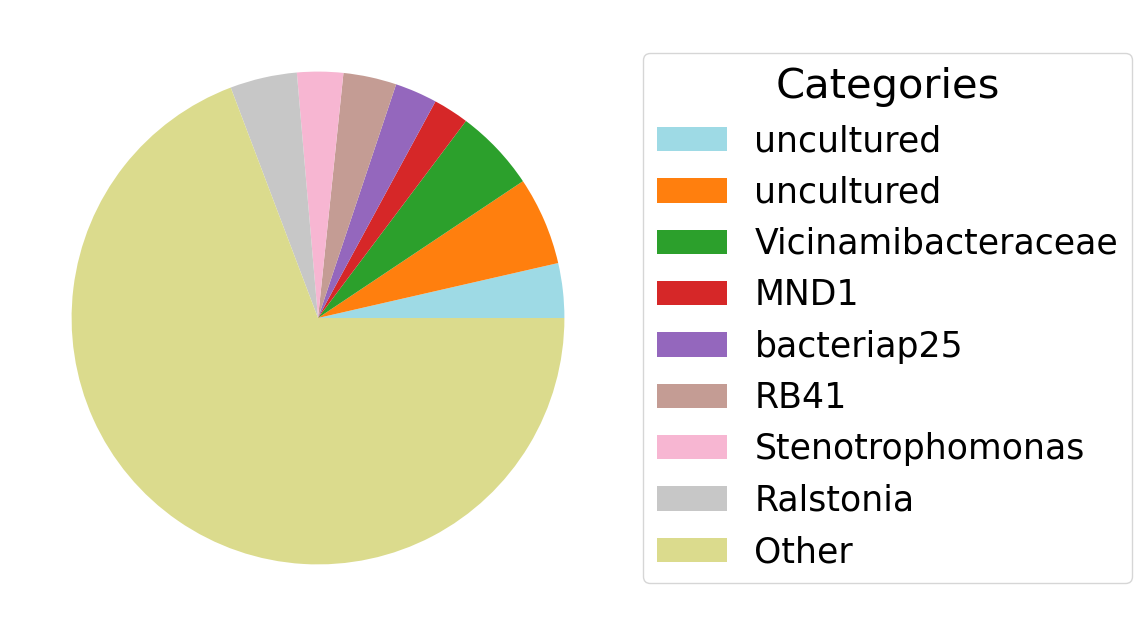 Categories
uncultured
uncultured
Vicinamibacteraceae
MND1
bacteriap25
RB41
Stenotrophomonas
Ralstonia
Other